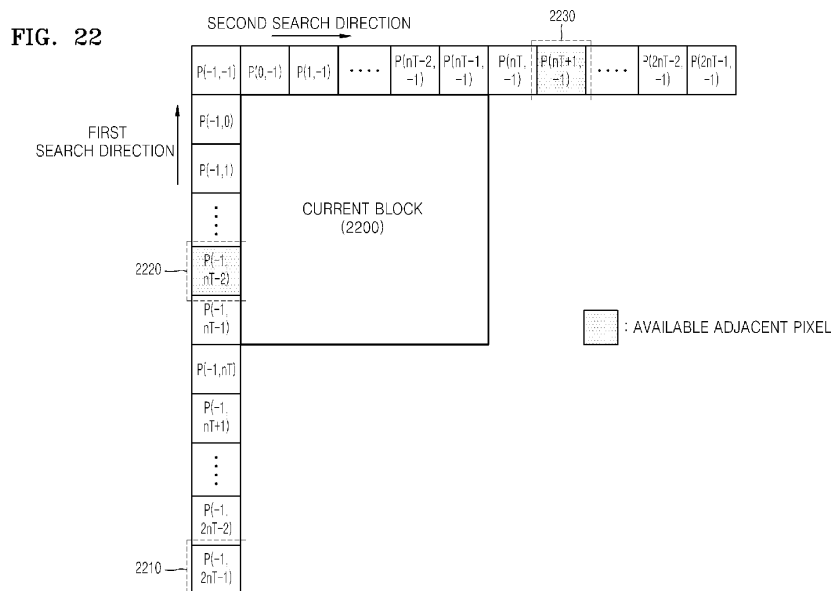 FIG. 22
SECOND SEARCH DIRECTION
2230
P(-1,-1)
P(0,-1)
P(1,-1)
....
P(nT-2,
-1)
P(nT-1,
-1)
P(nT,
-1)
P(nT+1,
-1)
....
P(2nT-2,
-1)
P(2nT-1,
-1)
FIRST
SEARCH DIRECTION
P(-1,0)
P(-1,1)
CURRENT BLOCK
(2200)
2220
P(-1,
nT-2)
P(-1,
nT-1)
: AVAILABLE ADJACENT PIXEL
P(-1,nT)
P(-1,
nT+1)
P(-1,
2nT-2)
2210
P(-1,
2nT-1)